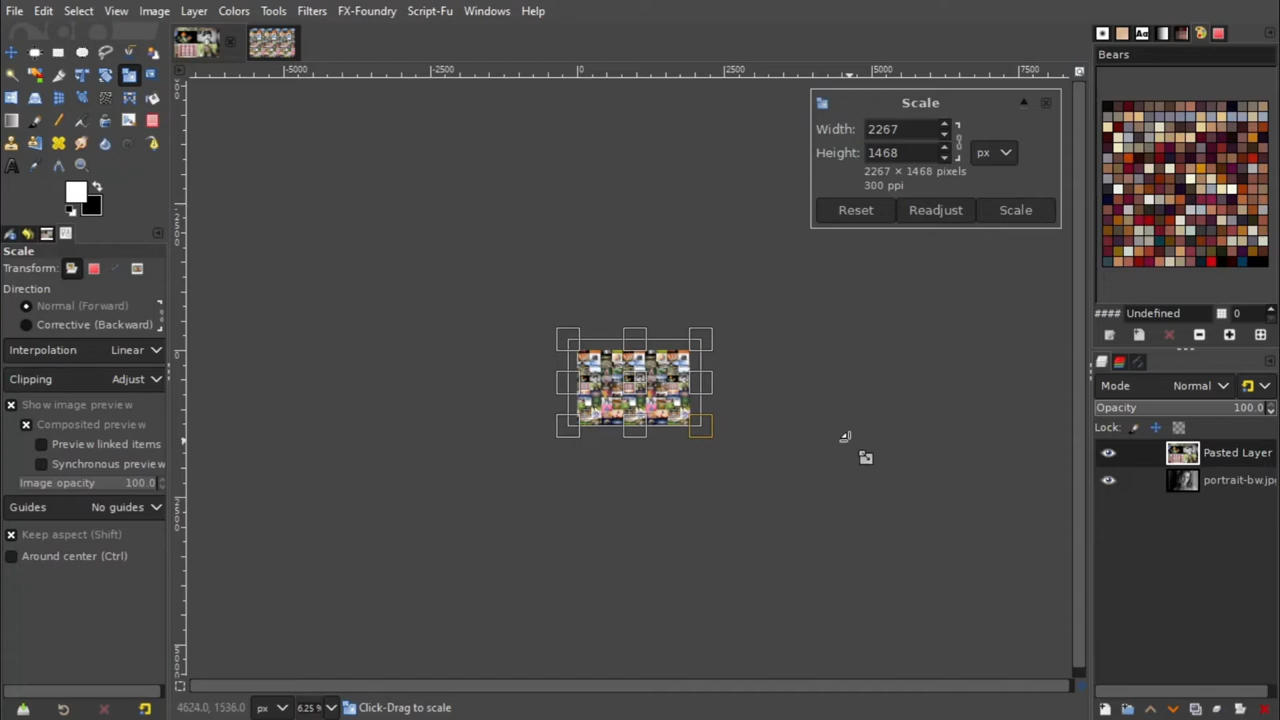 File Edit Select View Image Layer Colors Tools Filters FX-Foundry Script-Fu Windows Help
Bears
-5000 -2500 0 2500 5000 7500
Scale
Width: 2267
Height: 1468 px
2267 × 1468 pixels
300 ppi
Reset Readjust Scale
Scale
Transform:
Direction
Normal (Forward)
Corrective (Backward)
Interpolation Linear
Clipping Adjust
Show image preview
Composited preview
Preview linked items
Synchronous preview
Image opacity 100.0
Guides No guides
Keep aspect (Shift)
Around center (Ctrl)
#### Undefined 0
Mode Normal
Opacity 100.0
Lock:
Pasted Layer
portrait-bw.jpg
4624.0, 1536.0 px 6.25 % Click-Drag to scale